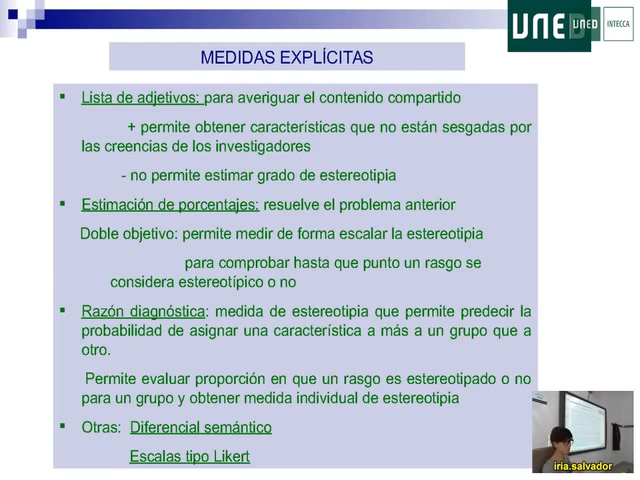 UNED
UNED
INTECCA
MEDIDAS EXPLÍCITAS
▪ Lista de adjetivos: para averiguar el contenido compartido
+ permite obtener características que no están sesgadas por
las creencias de los investigadores
- no permite estimar grado de estereotipia
▪ Estimación de porcentajes: resuelve el problema anterior
Doble objetivo: permite medir de forma escalar la estereotipia
para comprobar hasta que punto un rasgo se
considera estereotípico o no
▪ Razón diagnóstica: medida de estereotipia que permite predecir la
probabilidad de asignar una característica a más a un grupo que a
otro.
Permite evaluar proporción en que un rasgo es estereotipado o no
para un grupo y obtener medida individual de estereotipia
▪ Otras: Diferencial semántico
Escalas tipo Likert
iria.salvador